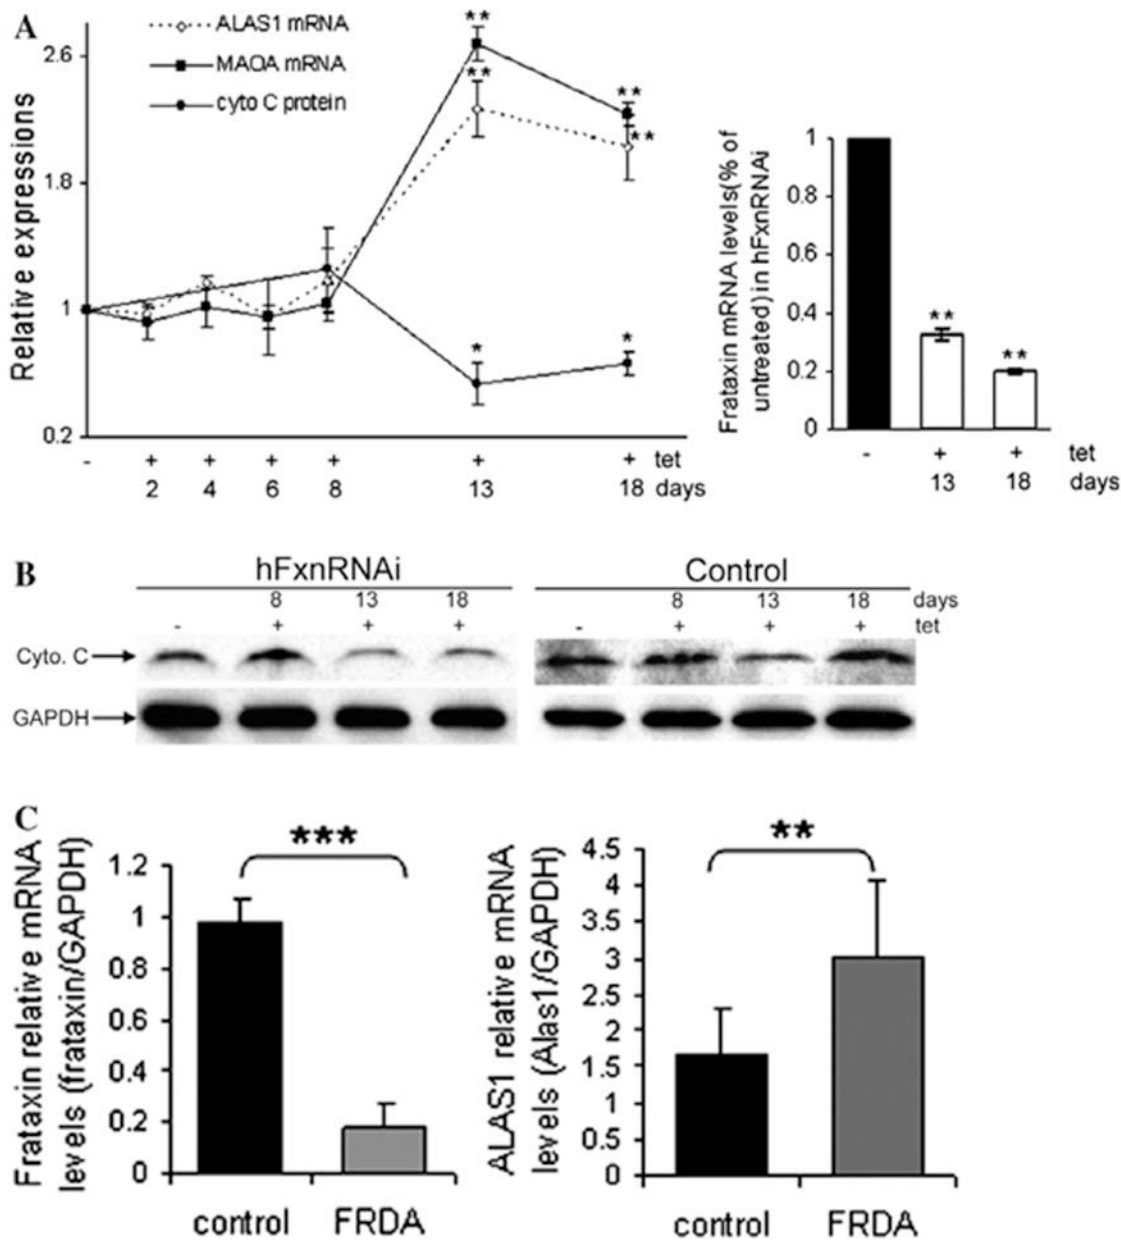 A
ALAS1 mRNA
MAOA mRNA
cyto C protein
Relative expressions
2.6
1.8
1
0.2
** 
**
**
**
*
*
- + + + + + + tet
2 4 6 8 13 18 days
Frataxin mRNA levels(% of
untreated) in hFxnRNAi
1
0.8
0.6
0.4
0.2
0
**
**
- + + tet
13 18 days
B
hFxnRNAi
8 13 18
- + + +
Control
8 13 18 days
- + + + tet
Cyto. C
GAPDH
C
Frataxin relative mRNA
levels (frataxin/GAPDH)
1.2
1
0.8
0.6
0.4
0.2
0
***
control FRDA
ALAS1 relative mRNA
levels (Alas1/GAPDH)
4.5
4
3.5
3
2.5
2
1.5
1
0.5
0
**
control FRDA